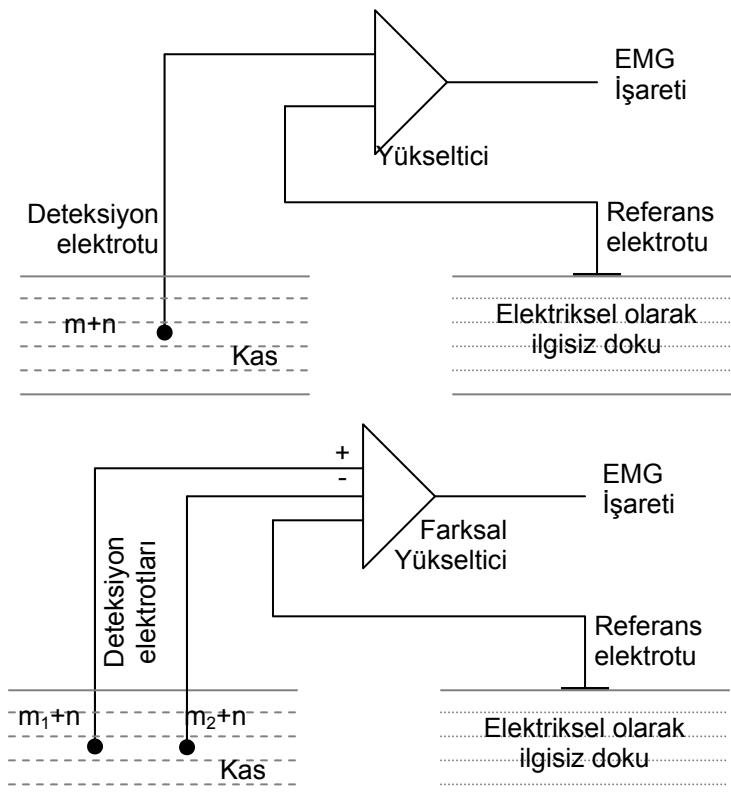 EMG
İşareti
Yükseltici
Deteksiyon
elektrotu
Referans
elektrotu
m+n
Kas
Elektriksel olarak
ilgisiz doku
+
-
EMG
İşareti
Farksal
Yükseltici
Deteksiyon
elektrotları
Referans
elektrotu
m₁+n
m₂+n
Kas
Elektriksel olarak
ilgisiz doku